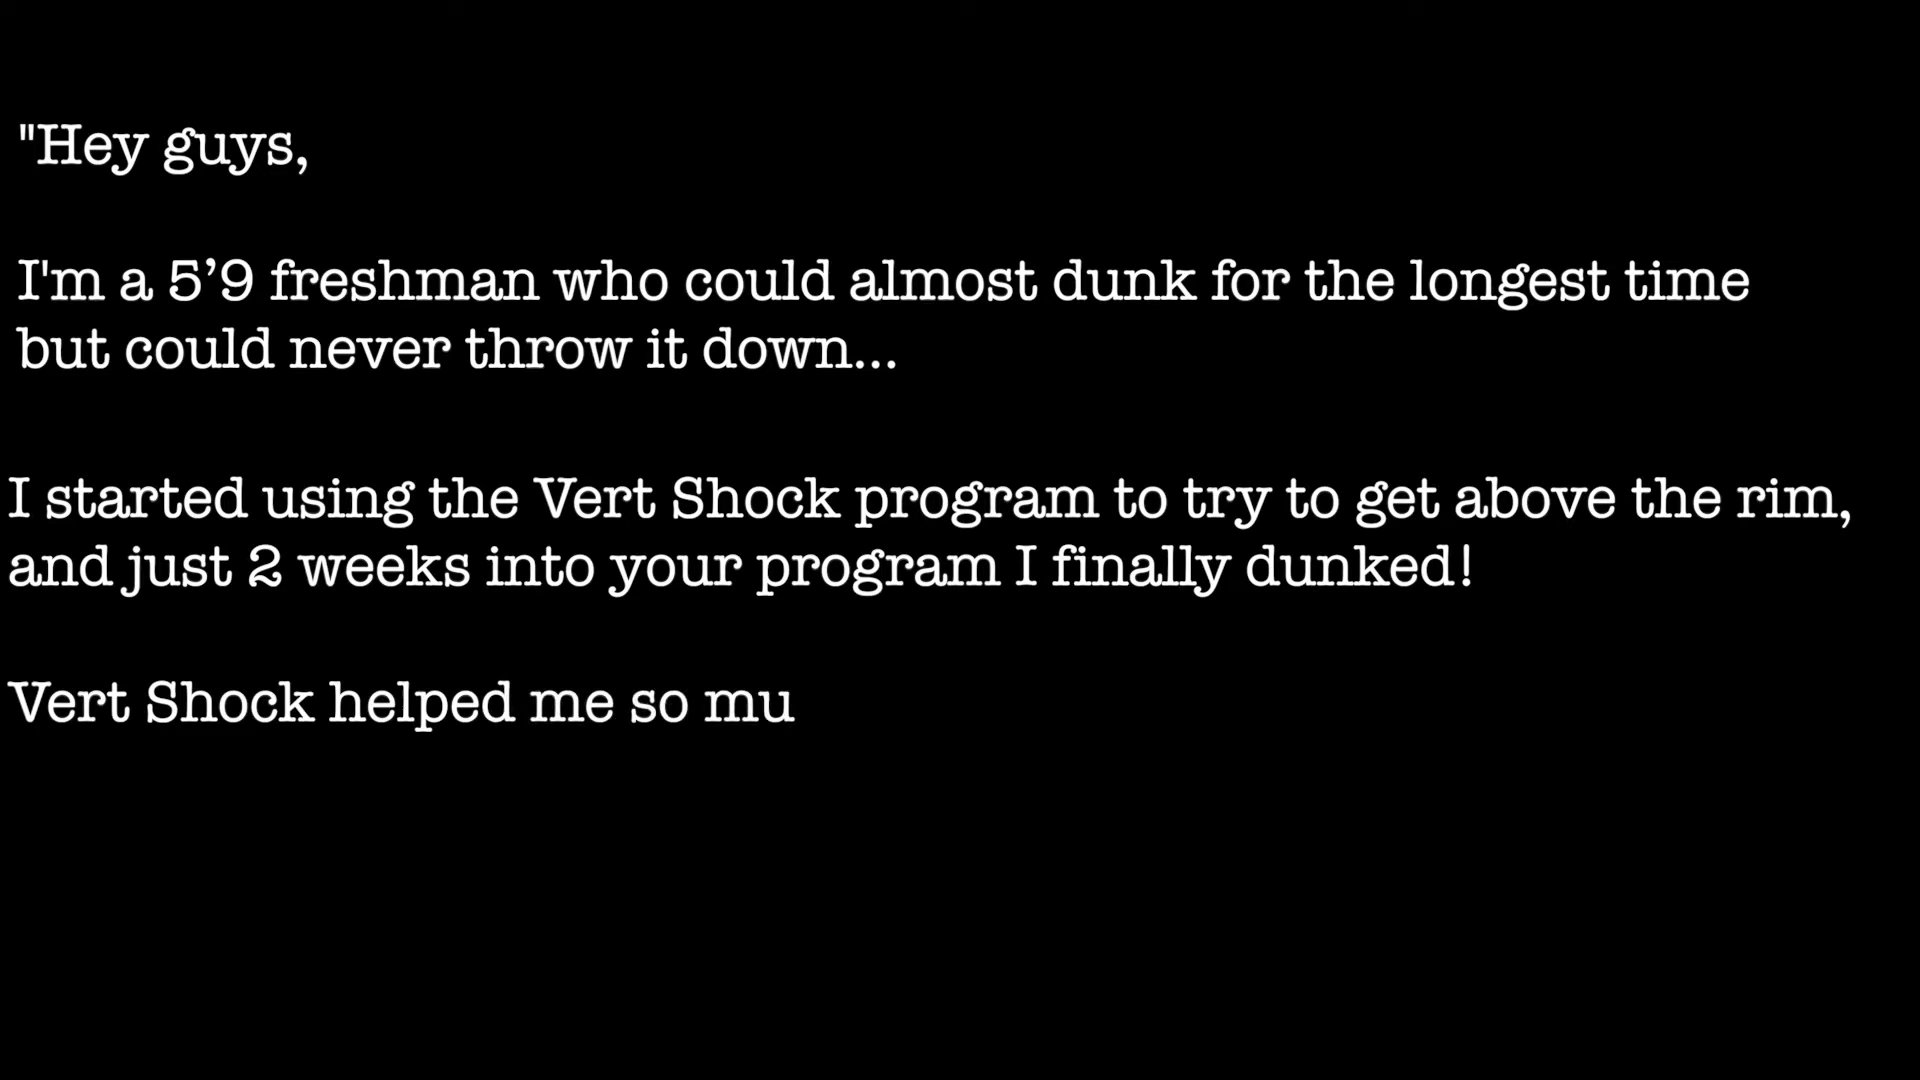 "Hey guys,
I'm a 5’9 freshman who could almost dunk for the longest time
but could never throw it down...
I started using the Vert Shock program to try to get above the rim,
and just 2 weeks into your program I finally dunked!
Vert Shock helped me so mu